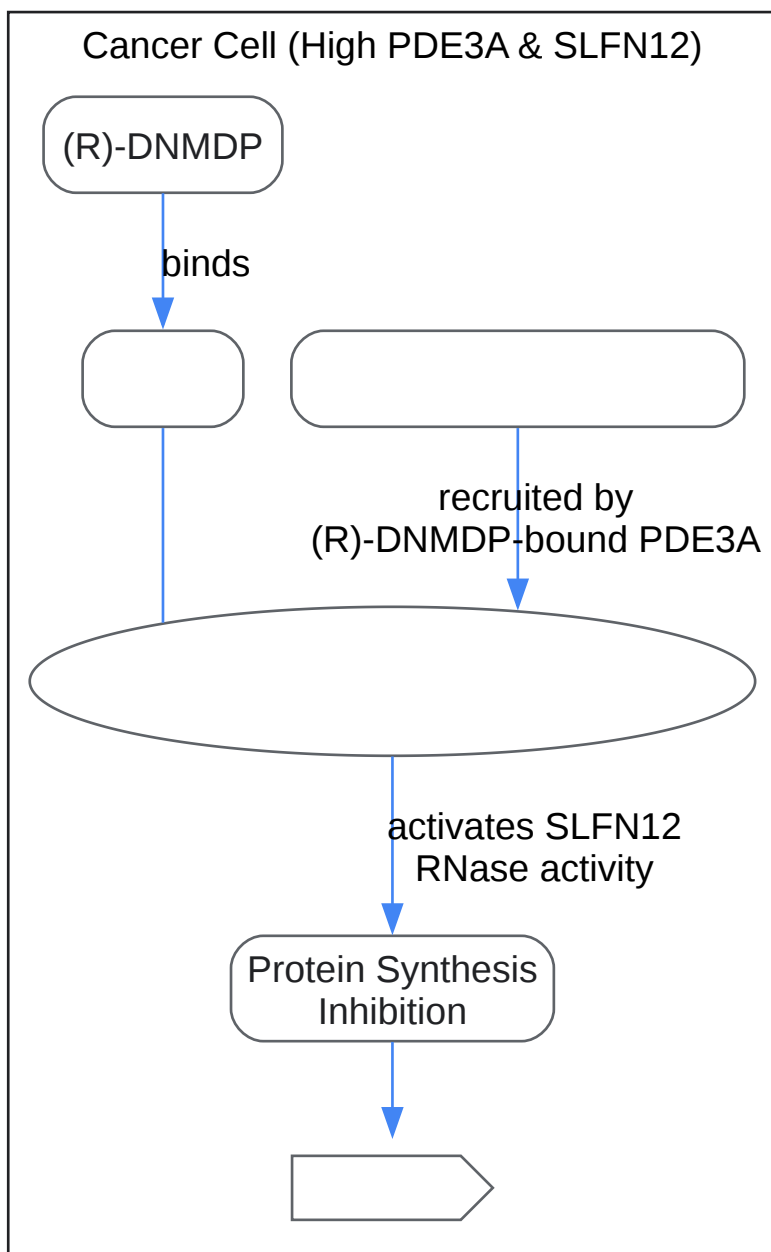 Cancer Cell (High PDE3A & SLFN12)
(R)-DNMDP
binds
recruited by
(R)-DNMDP-bound PDE3A
activates SLFN12
RNase activity
Protein Synthesis
Inhibition